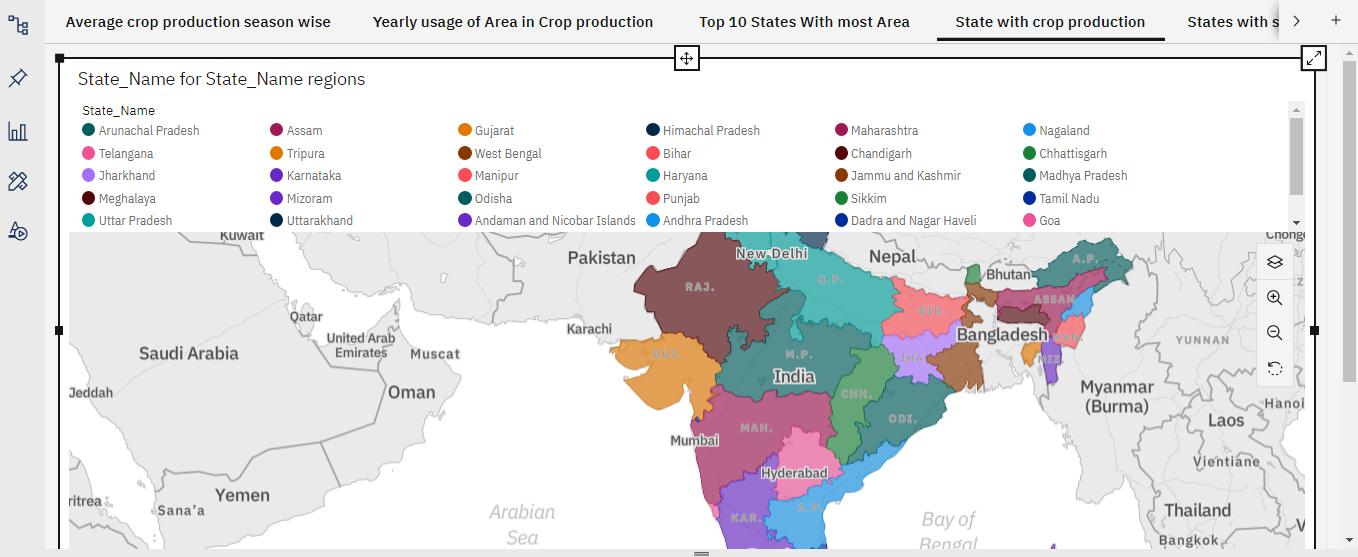 Average crop production season wise
Yearly usage of Area in Crop production
Top 10 States With most Area
State with crop production
States with s
State_Name for State_Name regions
State_Name
Arunachal Pradesh
Assam
Gujarat
Himachal Pradesh
Maharashtra
Nagaland
Telangana
Tripura
West Bengal
Bihar
Chandigarh
Chhattisgarh
Jharkhand
Karnataka
Manipur
Haryana
Jammu and Kashmir
Madhya Pradesh
Meghalaya
Mizoram
Odisha
Punjab
Sikkim
Tamil Nadu
Uttar Pradesh
Uttarakhand
Andaman and Nicobar Islands
Andhra Pradesh
Dadra and Nagar Haveli
Goa
Kuwait
Pakistan
New Delhi
Nepal
Bhutan
A.P.
Chong
RAJ.
U.P.
ASSAM
Qatar
Karachi
BIH.
United Arab
Emirates
Muscat
Bangladesh
MAN.
YUNNAN
Saudi Arabia
GUJ.
M.P.
JHA.
MIZ.
India
Jeddah
Oman
CHH.
ODI.
Myanmar
(Burma)
Hanoi
Mumbai
MAH.
Laos
Hyderabad
Vientiane
Yemen
ritrea
Sana'a
Arabian
Sea
KAR.
A.P.
Bay of
Bengal
Thailand
V
Bangkok